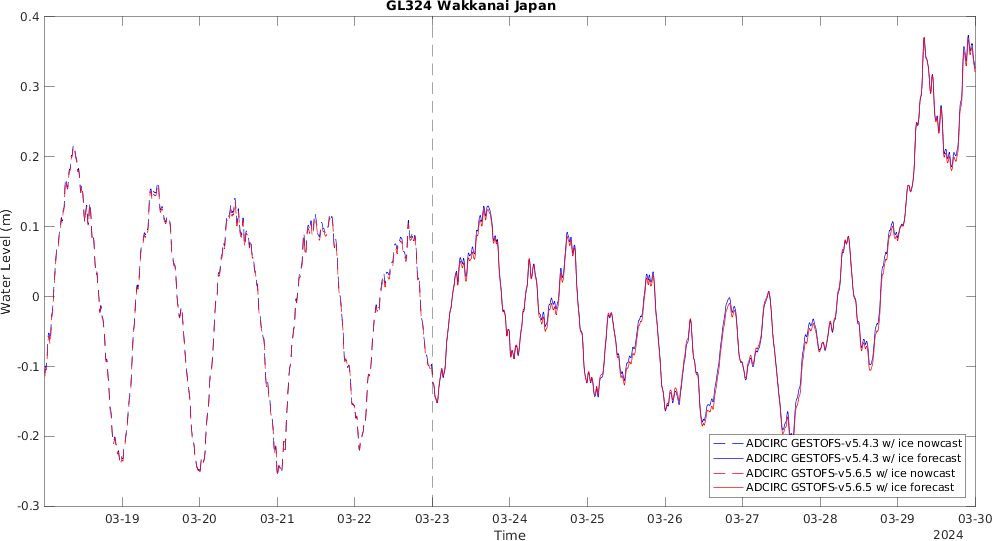 GL324 Wakkanai Japan
0.4
0.3
0.2
0.1
0
-0.1
-0.2
-0.3
Water Level (m)
ADCIRC GESTOFS-v5.4.3 w/ ice nowcast
ADCIRC GESTOFS-v5.4.3 w/ ice forecast
ADCIRC GSTOFS-v5.6.5 w/ ice nowcast
ADCIRC GSTOFS-v5.6.5 w/ ice forecast
03-19 03-20 03-21 03-22 03-23 03-24 03-25 03-26 03-27 03-28 03-29 03-30
Time
2024